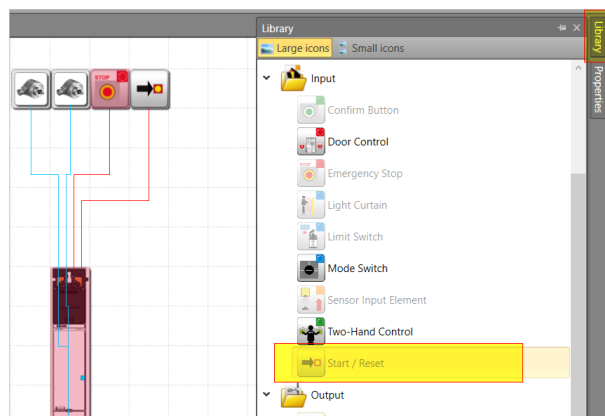 Library
Large icons
Small icons
Input
Confirm Button
Door Control
Emergency Stop
Light Curtain
Limit Switch
Mode Switch
Sensor Input Element
Two-Hand Control
Start / Reset
Output
Library
Properties
STOP
STOP